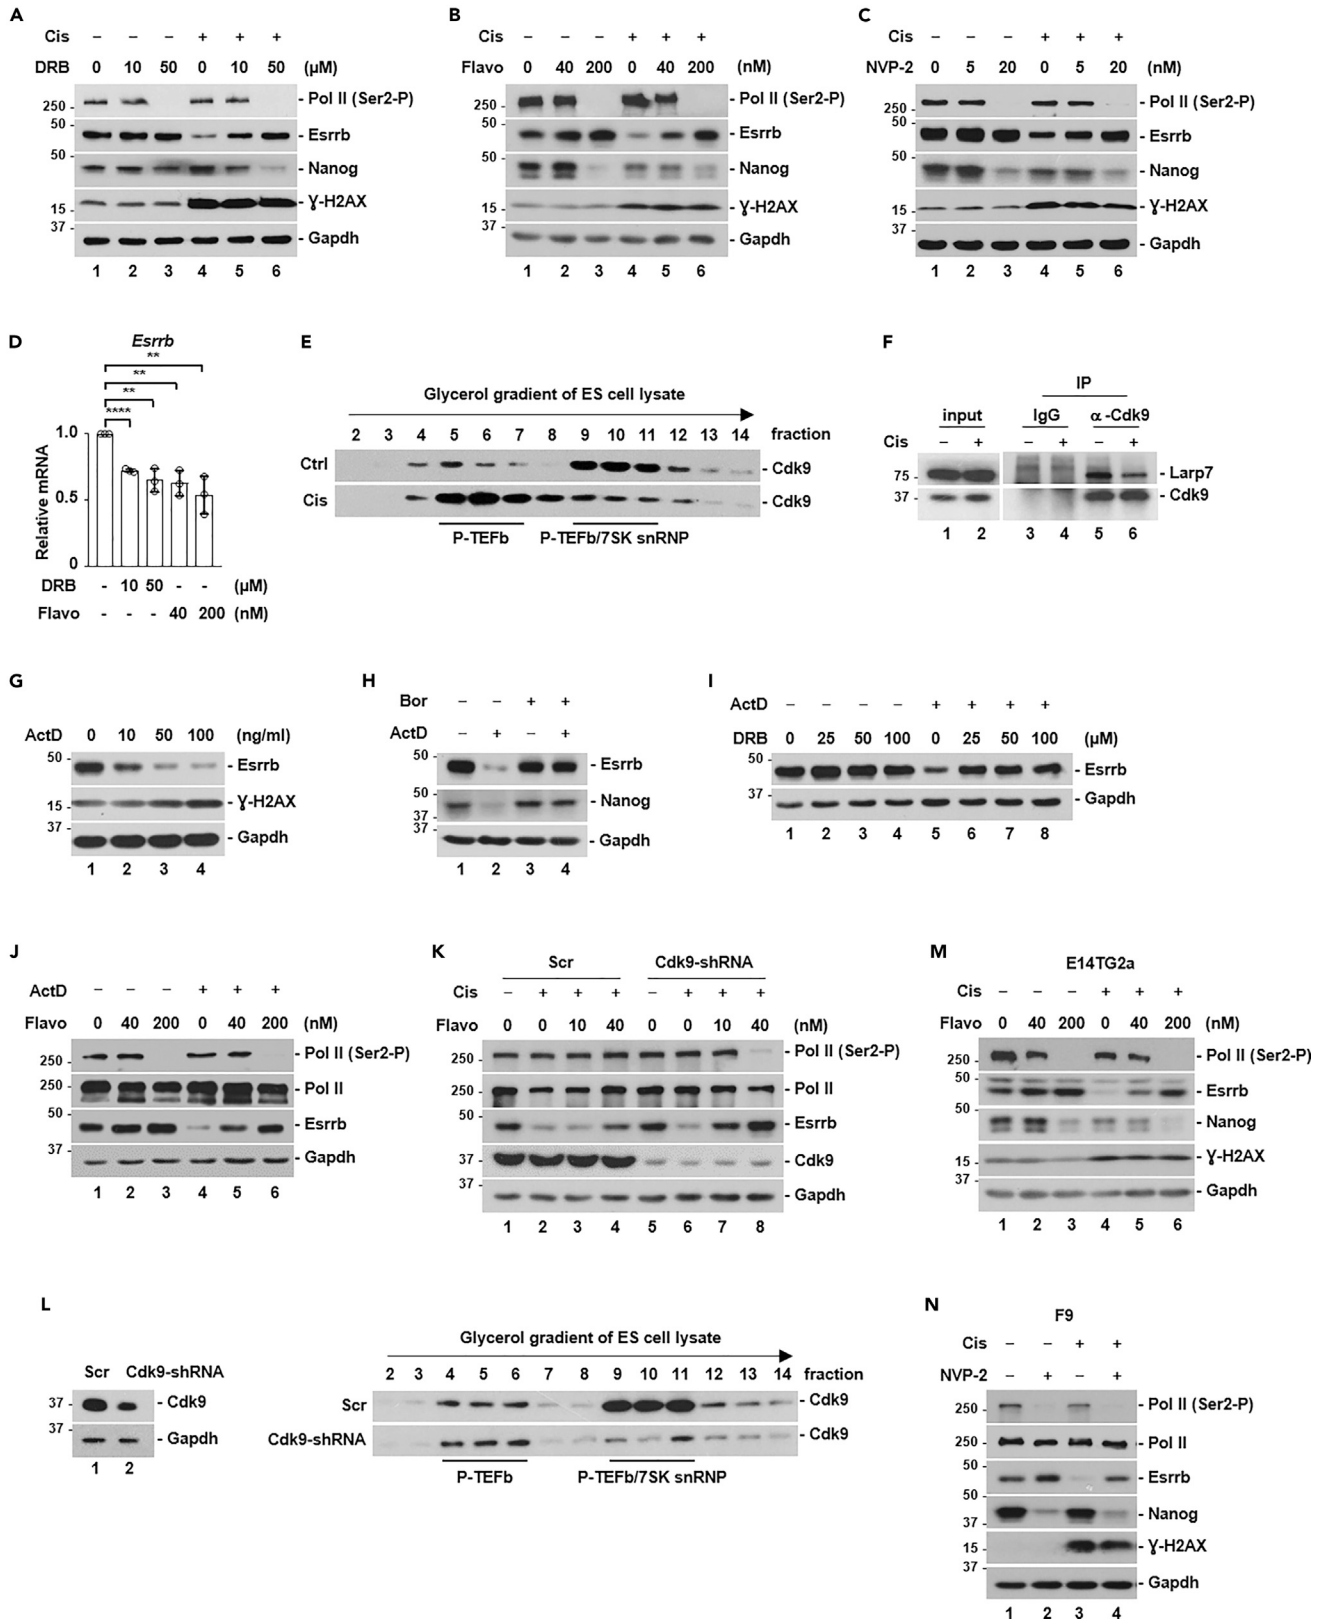 A
Cis – – – + + +
DRB 0 10 50 0 10 50 (µM)
250 - - Pol II (Ser2-P)
50 - - Esrrb
50 - - Nanog
15 - - Ɣ-H2AX
37 - - Gapdh
1 2 3 4 5 6
B
Cis – – – + + +
Flavo 0 40 200 0 40 200 (nM)
250 - - Pol II (Ser2-P)
50 - - Esrrb
50 - - Nanog
15 - - Ɣ-H2AX
37 - - Gapdh
1 2 3 4 5 6
C
Cis – – – + + +
NVP-2 0 5 20 0 5 20 (nM)
250 - - Pol II (Ser2-P)
50 - - Esrrb
50 - - Nanog
15 - - Ɣ-H2AX
37 - - Gapdh
1 2 3 4 5 6
D
Esrrb
**
**
**
****
Relative mRNA
1.0
0.5
0
DRB - 10 50 - - (µM)
Flavo - - - 40 200 (nM)
E
Glycerol gradient of ES cell lysate
2 3 4 5 6 7 8 9 10 11 12 13 14 fraction
Ctrl - Cdk9
Cis - Cdk9
P-TEFb P-TEFb/7SK snRNP
F
IP
input IgG α-Cdk9
Cis – + – + – +
75 - - Larp7
37 - - Cdk9
1 2 3 4 5 6
G
ActD 0 10 50 100 (ng/ml)
50 - - Esrrb
15 - - Ɣ-H2AX
37 - - Gapdh
1 2 3 4
H
Bor – – + +
ActD – + – +
50 - - Esrrb
50 - - Nanog
37 -
37 - - Gapdh
1 2 3 4
I
ActD – – – – + + + +
DRB 0 25 50 100 0 25 50 100 (µM)
50 - - Esrrb
37 - - Gapdh
1 2 3 4 5 6 7 8
J
ActD – – – + + +
Flavo 0 40 200 0 40 200 (nM)
250 - - Pol II (Ser2-P)
250 - - Pol II
50 - - Esrrb
37 - - Gapdh
1 2 3 4 5 6
K
Scr Cdk9-shRNA
Cis – + + + – + + +
Flavo 0 0 10 40 0 0 10 40 (nM)
250 - - Pol II (Ser2-P)
250 - - Pol II
50 - - Esrrb
37 - - Cdk9
37 - - Gapdh
1 2 3 4 5 6 7 8
M
E14TG2a
Cis – – – + + +
Flavo 0 40 200 0 40 200 (nM)
250 - - Pol II (Ser2-P)
50 - - Esrrb
50 - - Nanog
15 - - Ɣ-H2AX
37 - - Gapdh
1 2 3 4 5 6
L
Scr Cdk9-shRNA
37 - - Cdk9
37 - - Gapdh
1 2
Glycerol gradient of ES cell lysate
2 3 4 5 6 7 8 9 10 11 12 13 14 fraction
Scr - Cdk9
Cdk9-shRNA - Cdk9
P-TEFb P-TEFb/7SK snRNP
N
F9
Cis – – + +
NVP-2 – + – +
250 - - Pol II (Ser2-P)
250 - - Pol II
50 - - Esrrb
50 - - Nanog
37 -
15 - - Ɣ-H2AX
37 - - Gapdh
1 2 3 4